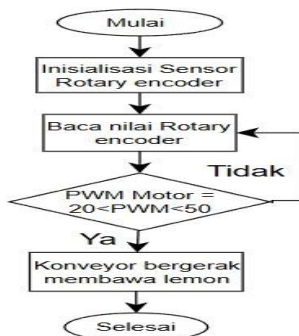 Mulai
Inisialisasi Sensor
Rotary encoder
Baca nilai Rotary
encoder
Tidak
PWM Motor =
20<PWM<50
Ya
Konveyor bergerak
membawa lemon
Selesai